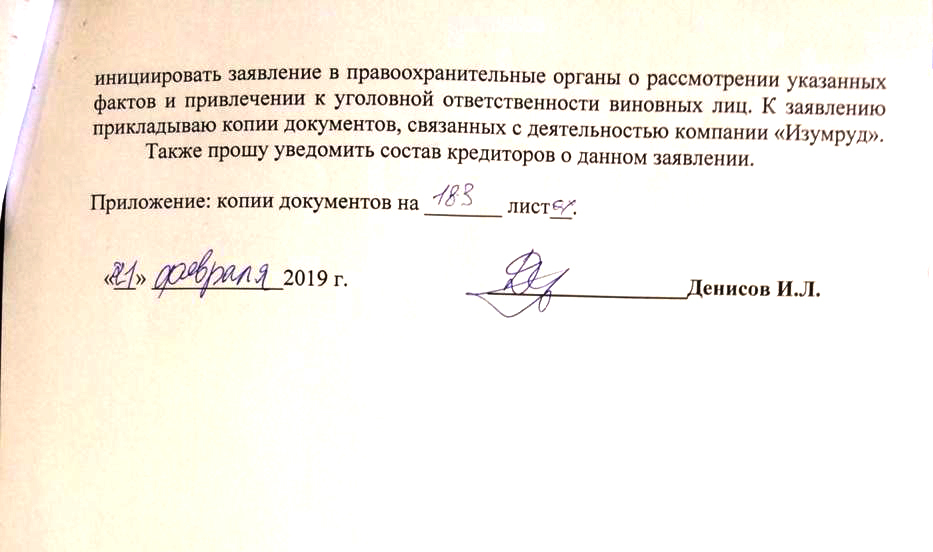 инициировать заявление в правоохранительные органы о рассмотрении указанных
фактов и привлечении к уголовной ответственности виновных лиц. К заявлению
прикладываю копии документов, связанных с деятельностью компании «Изумруд».
Также прошу уведомить состав кредиторов о данном заявлении.
Приложение: копии документов на 183 листах.
«21» февраля 2019 г. Денисов И.Л.